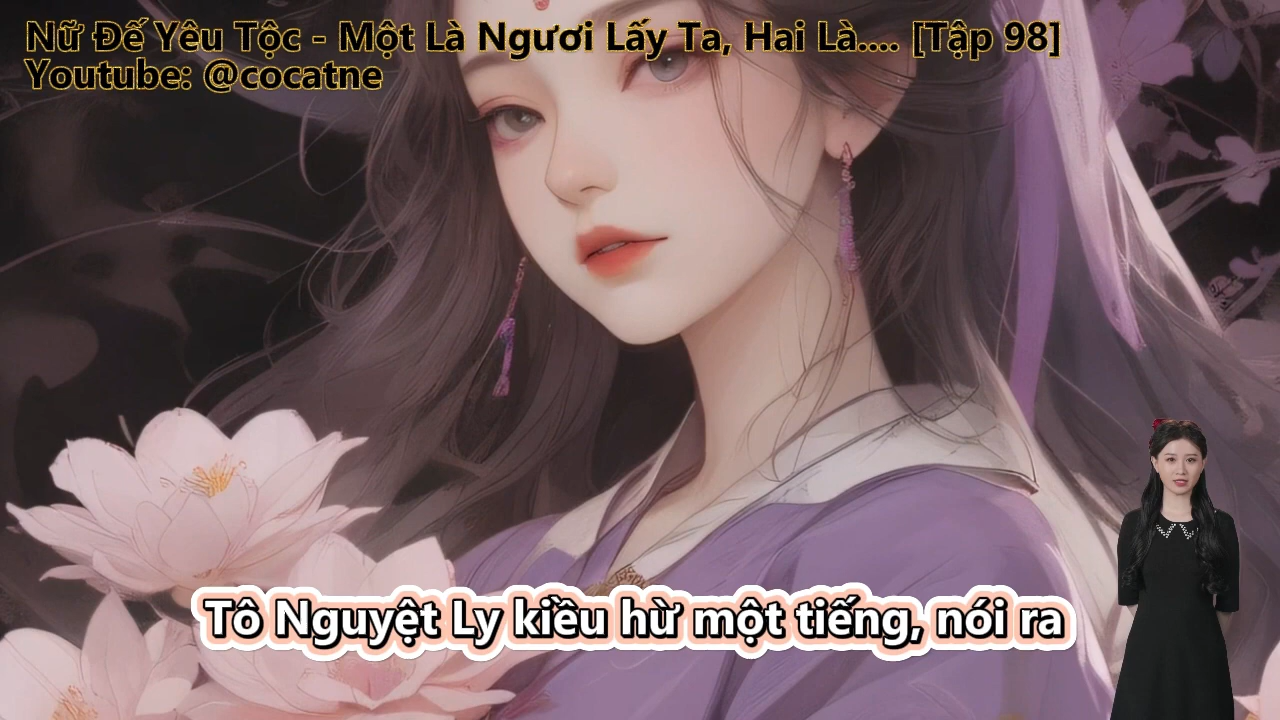 Nữ Đế Yêu Tộc - Một Là Ngươi Lấy Ta, Hai Là.... [Tập 98]
Youtube: @cocatne
Tô Nguyệt Ly kiều hừ một tiếng, nói ra